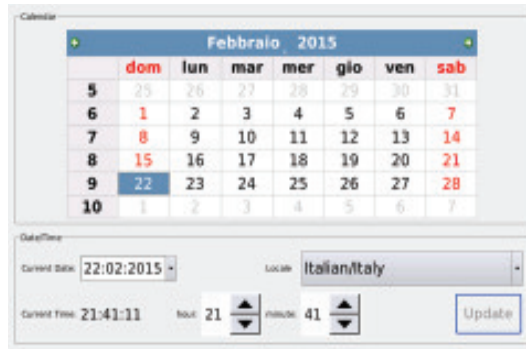 Calendar
Febbraio, 2015
dom lun mar mer gio ven sab
5 25 26 27 28 29 30 31
6 1 2 3 4 5 6 7
7 8 9 10 11 12 13 14
8 15 16 17 18 19 20 21
9 22 23 24 25 26 27 28
10 1 2 3 4 5 6 7
Date/Time
Current Date: 22:02:2015 Locale Italian/Italy
Current Time: 21:41:11 hour: 21 minute: 41 Update